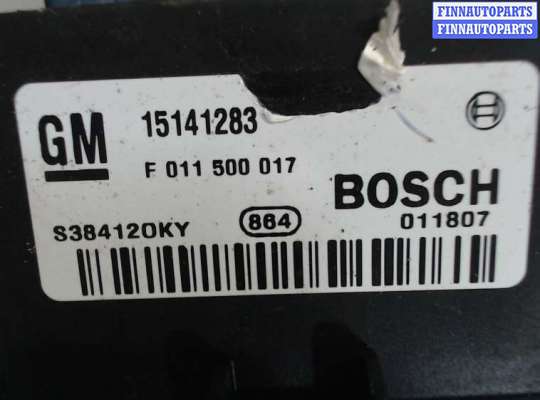 FINNAUTOPARTS
FINNAUTOPARTS
GM 15141283
F 011 500 017
BOSCH
S384120KY 864 011807